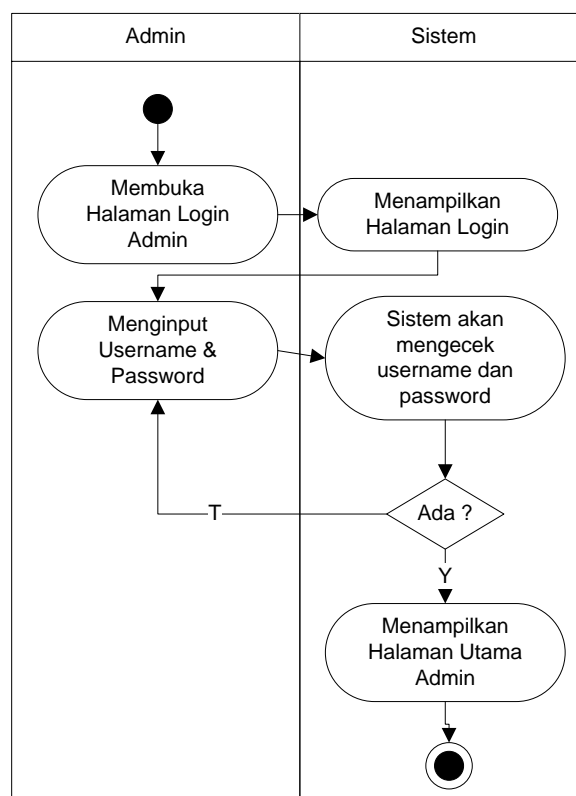 Admin
Sistem
Membuka
Halaman Login
Admin
Menampilkan
Halaman Login
Menginput
Username &
Password
Sistem akan
mengecek
username dan
password
Ada ?
T
Y
Menampilkan
Halaman Utama
Admin